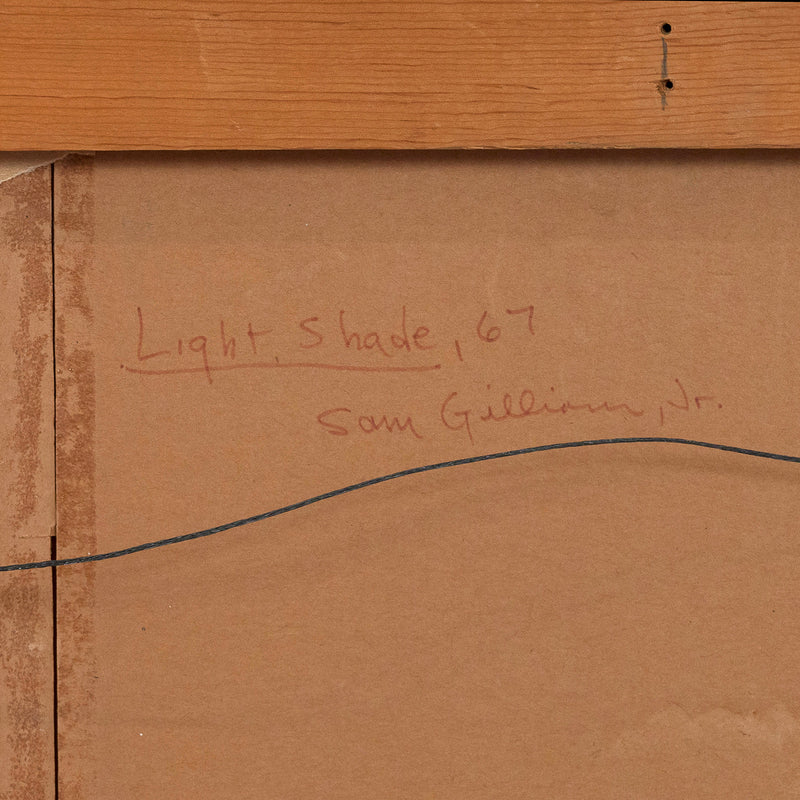 Light, Shade, 67
Sam Gilliam, Jr.